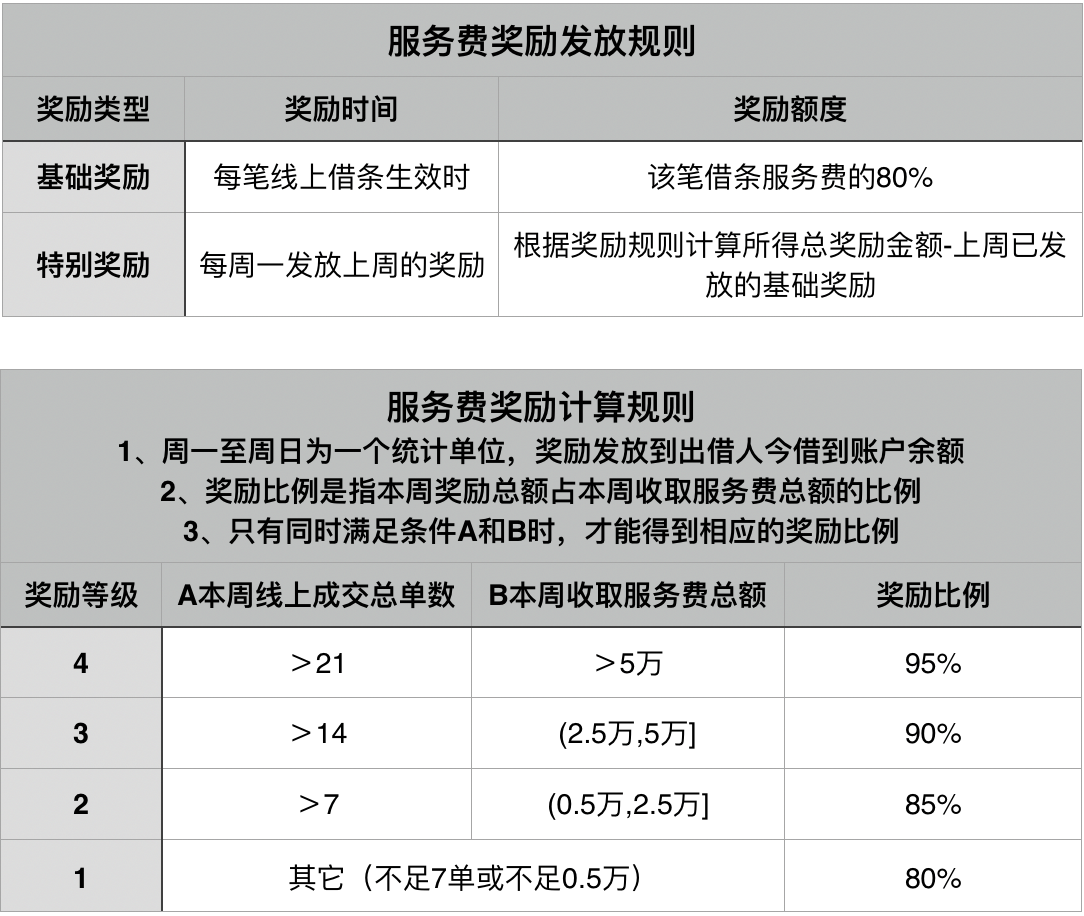 服务费奖励发放规则
奖励类型 奖励时间 奖励额度
基础奖励 每笔线上借条生效时 该笔借条服务费的80%
特别奖励 每周一发放上周的奖励 根据奖励规则计算所得总奖励金额-上周已发
放的基础奖励
服务费奖励计算规则
1、周一至周日为一个统计单位，奖励发放到出借人今借到账户余额
2、奖励比例是指本周奖励总额占本周收取服务费总额的比例
3、只有同时满足条件A和B时，才能得到相应的奖励比例
奖励等级 A本周线上成交总单数 B本周收取服务费总额 奖励比例
4 ＞21 ＞5万 95%
3 ＞14 (2.5万,5万] 90%
2 ＞7 (0.5万,2.5万] 85%
1 其它（不足7单或不足0.5万） 80%